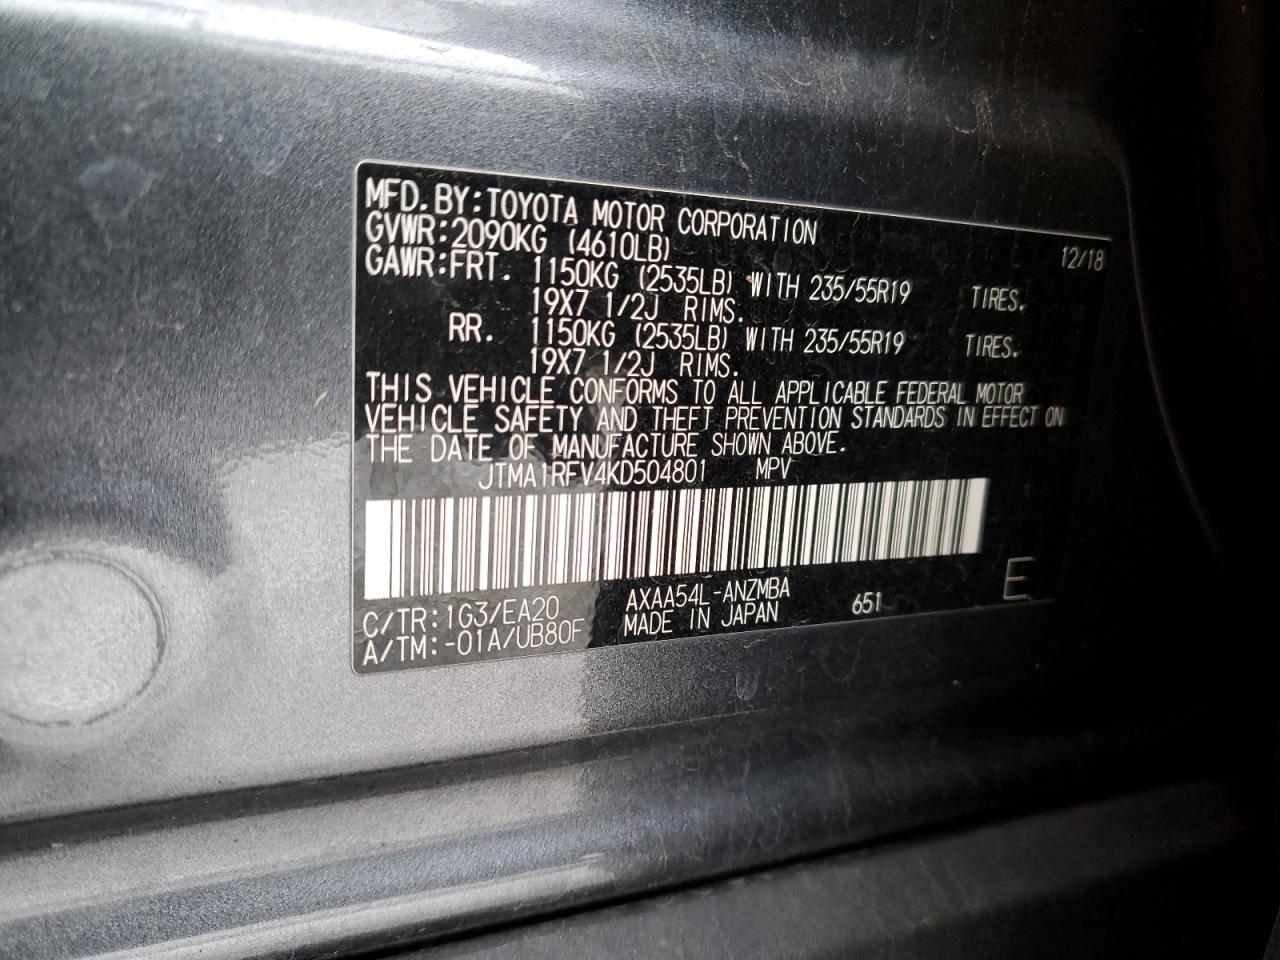 MFD.BY:TOYOTA MOTOR CORPORATION 12/18
GVWR:2090KG (4610LB)
GAWR:FRT. 1150KG (2535LB) WITH 235/55R19 TIRES.
19X7 1/2J RIMS.
RR. 1150KG (2535LB) WITH 235/55R19 TIRES.
19X7 1/2J RIMS.
THIS VEHICLE CONFORMS TO ALL APPLICABLE FEDERAL MOTOR
VEHICLE SAFETY AND THEFT PREVENTION STANDARDS IN EFFECT ON
THE DATE OF MANUFACTURE SHOWN ABOVE.
JTMA1RFV4KD504801 MPV
C/TR:1G3/EA20 AXAA54L-ANZMBA 651 E
A/TM:-01A/UB80F MADE IN JAPAN